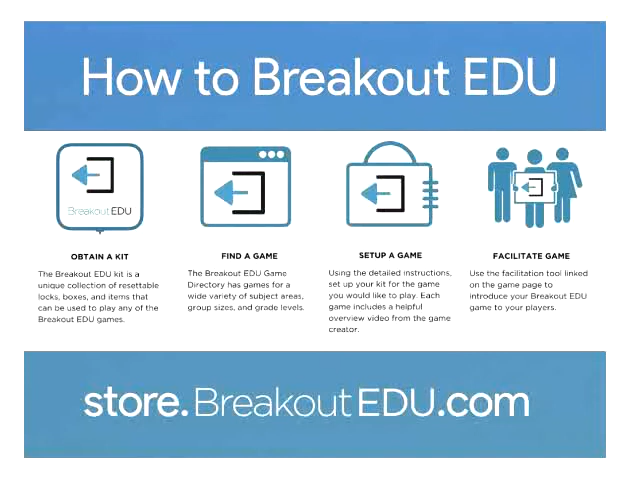 How to Breakout EDU
Breakout EDU
OBTAIN A KIT
The Breakout EDU kit is a
unique collection of resettable
locks, boxes, and items that
can be used to play any of the
Breakout EDU games.
FIND A GAME
The Breakout EDU Game
Directory has games for a
wide variety of subject areas,
group sizes, and grade levels.
SETUP A GAME
Using the detailed instructions,
set up your kit for the game
you would like to play. Each
game includes a helpful
overview video from the game
creator.
FACILITATE GAME
Use the facilitation tool linked
on the game page to
introduce your Breakout EDU
game to your players.
store.BreakoutEDU.com